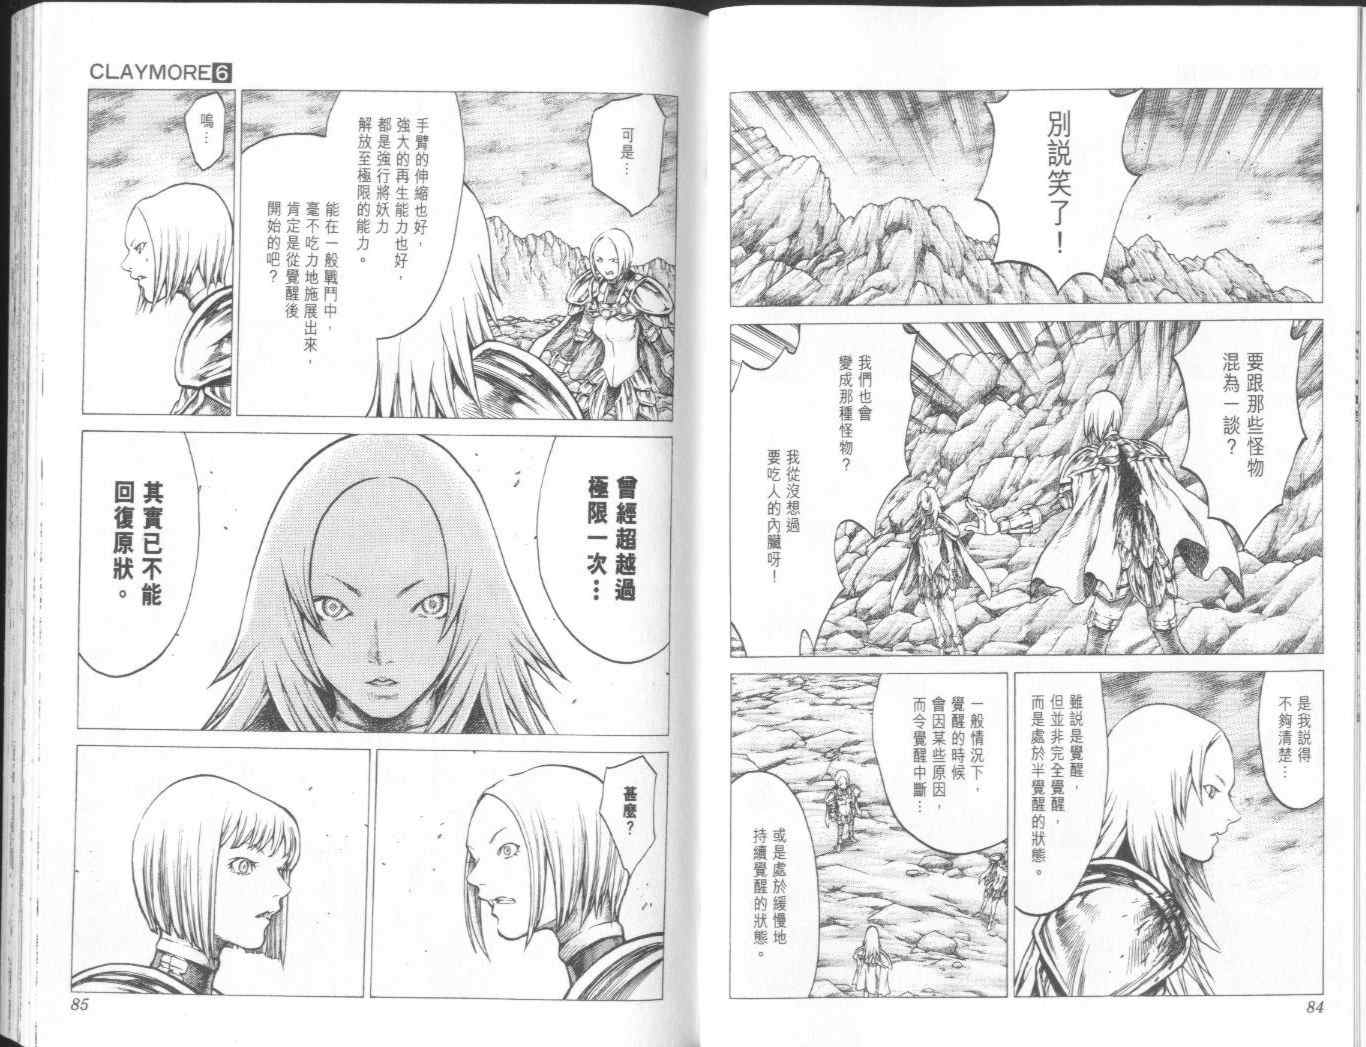 別說笑了！
要跟那些怪物
混為一談？
我們也會
變成那種怪物？
我從沒想過
要吃人的內臟呀！
是我說得
不夠清楚…
雖說是覺醒，
但並非完全覺醒，
而是處於半覺醒的狀態。
一般情況下，
覺醒的時候
會因某些原因，
而令覺醒中斷…
或是處於緩慢地
持續覺醒的狀態。
84
CLAYMORE 6
可是…
手臂的伸縮也好，
強大的再生能力也好，
都是強行將妖力
解放至極限的能力。
能在一般戰鬥中，
毫不吃力地施展出來，
肯定是從覺醒後
開始的吧？
嗚…
曾經超越過
極限一次…
其實已不能
回復原狀。
甚麼？
85